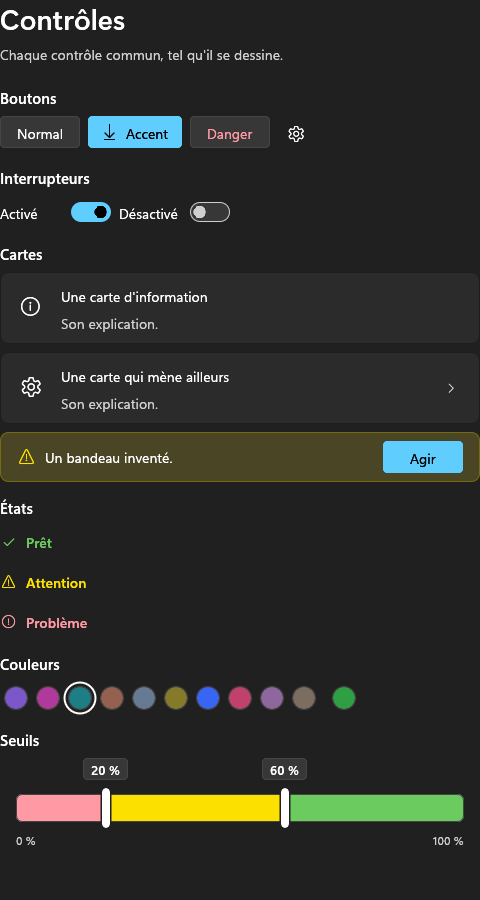 Contrôles
Chaque contrôle commun, tel qu'il se dessine.
Boutons
Normal Accent Danger
Interrupteurs
Activé Désactivé
Cartes
Une carte d'information
Son explication.
Une carte qui mène ailleurs
Son explication.
Un bandeau inventé. Agir
États
Prêt
Attention
Problème
Couleurs
Seuils
20 % 60 %
0 % 100 %